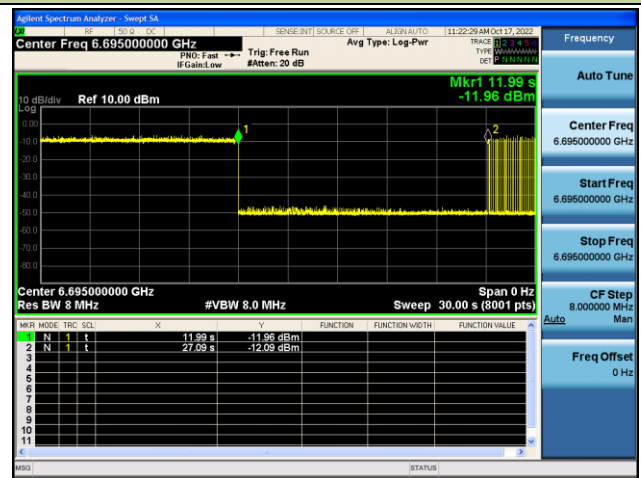 Agilent Spectrum Analyzer - Swept SA
RF 50 Ω DC SENSE:INT SOURCE OFF ALIGNAUTO 11:22:29 AM Oct 17, 2022
Center Freq 6.695000000 GHz
PNO: Fast
IFGain:Low
Trig: Free Run
#Atten: 20 dB
Avg Type: Log-Pwr
TRACE 1 2 3 4 5 6
TYPE
DET P N N N N N
Mkr1 11.99 s
-11.96 dBm
10 dB/div Ref 10.00 dBm
Log
0.00
-10.0
-20.0
-30.0
-40.0
-50.0
-60.0
-70.0
-80.0
1
2
Center 6.695000000 GHz Span 0 Hz
Res BW 8 MHz #VBW 8.0 MHz Sweep 30.00 s (8001 pts)
MKR MODE TRC SCL X Y FUNCTION FUNCTION WIDTH FUNCTION VALUE
1 N 1 t 11.99 s -11.96 dBm
2 N 1 t 27.09 s -12.09 dBm
3
4
5
6
7
8
9
10
11
MSG STATUS
Frequency
Auto Tune
Center Freq
6.695000000 GHz
Start Freq
6.695000000 GHz
Stop Freq
6.695000000 GHz
CF Step
8.000000 MHz
Auto Man
Freq Offset
0 Hz